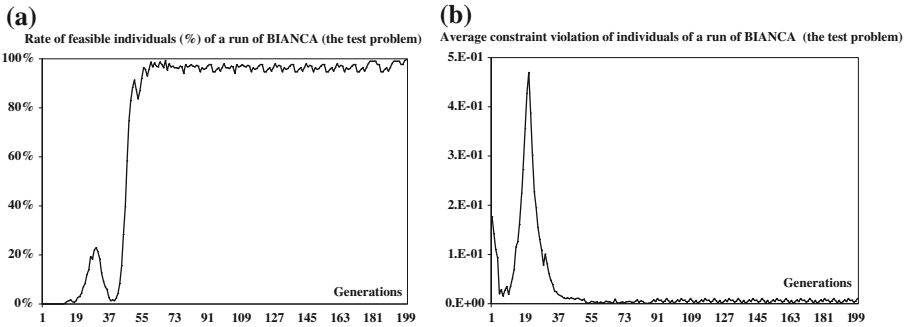 (a)
Rate of feasible individuals (%) of a run of BIANCA (the test problem)
100%
80%
60%
40%
20%
0%
Generations
1 19 37 55 73 91 109 127 145 163 181 199
(b)
Average constraint violation of individuals of a run of BIANCA (the test problem)
5.E-01
4.E-01
3.E-01
2.E-01
1.E-01
0.E+00
Generations
1 19 37 55 73 91 109 127 145 163 181 199